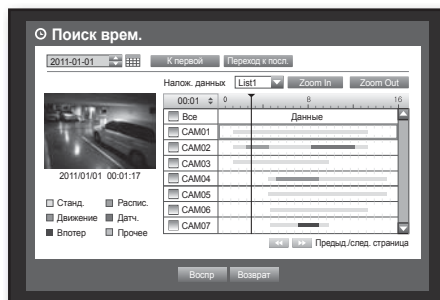 Поиск врем.
2011-01-01 К первой Переход к посл.
Налож. данных List1 Zoom In Zoom Out
00:01 0 8 16
Все Данные
CAM01
CAM02
CAM03
CAM04
CAM05
CAM06
CAM07
2011/01/01 00:01:17
Станд. Распис.
Движение Датч.
Впотер Прочее
Предыд./след. страница
Воспр Возврат